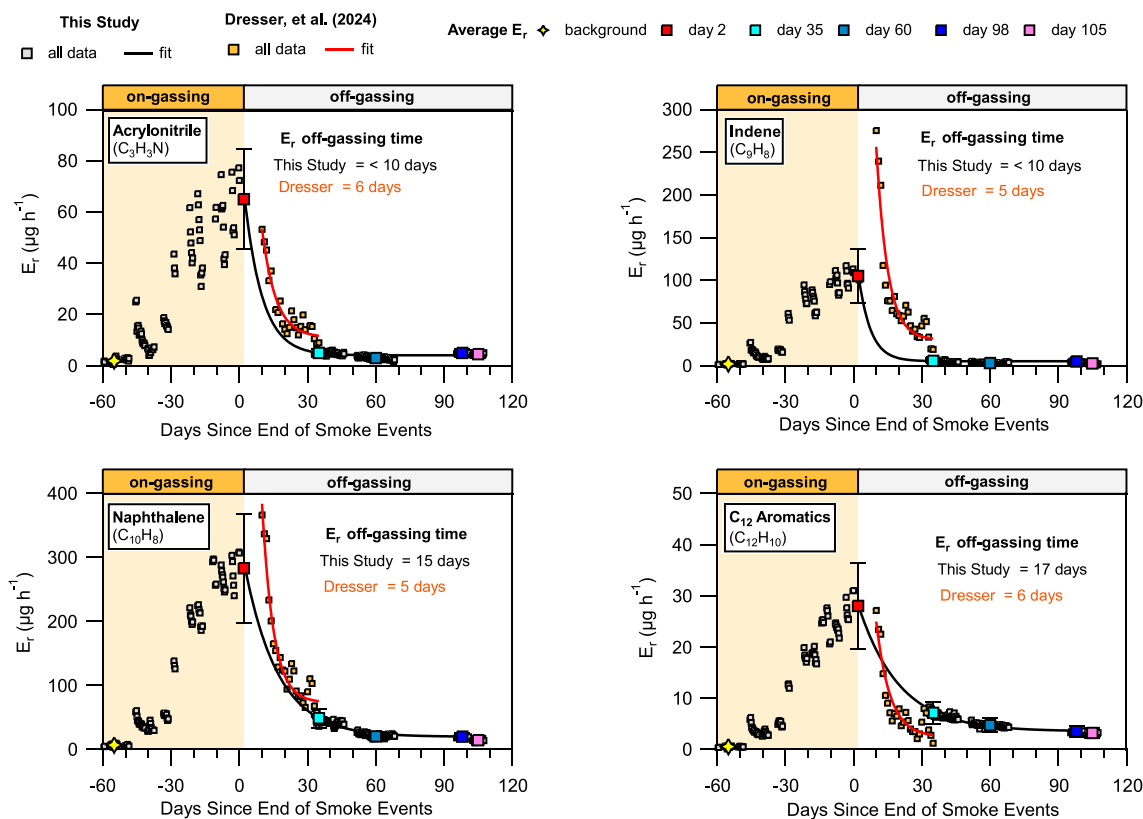 This Study
all data fit
Dresser, et al. (2024)
all data fit
Average Er background day 2 day 35 day 60 day 98 day 105
on-gassing off-gassing
Acrylonitrile
(C3H3N)
Er off-gassing time
This Study = < 10 days
Dresser = 6 days
Er (µg h-1)
100
80
60
40
20
0
-60 -30 0 30 60 90 120
Days Since End of Smoke Events
on-gassing off-gassing
Indene
(C9H8)
Er off-gassing time
This Study = < 10 days
Dresser = 5 days
Er (µg h-1)
300
250
200
150
100
50
0
-60 -30 0 30 60 90 120
Days Since End of Smoke Events
on-gassing off-gassing
Naphthalene
(C10H8)
Er off-gassing time
This Study = 15 days
Dresser = 5 days
Er (µg h-1)
400
300
200
100
0
-60 -30 0 30 60 90 120
Days Since End of Smoke Events
on-gassing off-gassing
C12 Aromatics
(C12H10)
Er off-gassing time
This Study = 17 days
Dresser = 6 days
Er (µg h-1)
50
40
30
20
10
0
-60 -30 0 30 60 90 120
Days Since End of Smoke Events